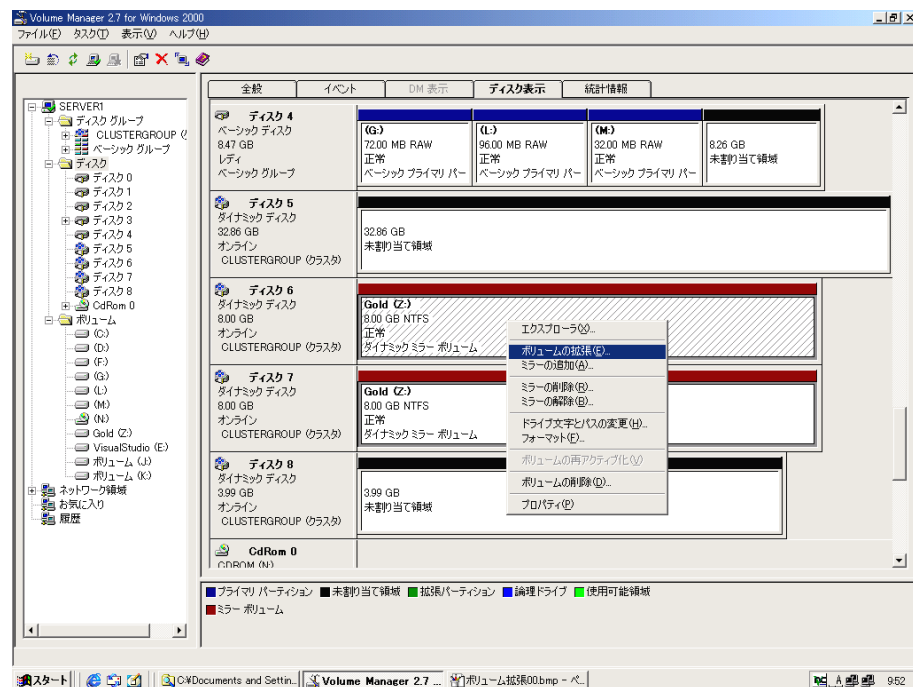 Volume Manager 2.7 for Windows 2000
ファイル(F) タスク(T) 表示(V) ヘルプ(H)
全般 イベント DM 表示 ディスク表示 統計情報
SERVER1
ディスク グループ
CLUSTERGROUP (ク
ベーシック グループ
ディスク
ディスク 0
ディスク 1
ディスク 2
ディスク 3
ディスク 4
ディスク 5
ディスク 6
ディスク 7
ディスク 8
CdRom 0
ボリューム
(C:)
(D:)
(F:)
(G:)
(L:)
(M:)
(N:)
Gold (Z:)
VisualStudio (E:)
ボリューム (J:)
ボリューム (K:)
ネットワーク領域
お気に入り
履歴
ディスク 4
ベーシック ディスク
8.47 GB
レディ
ベーシック グループ
(G:)
72.00 MB RAW
正常
ベーシック プライマリ パー
(L:)
96.00 MB RAW
正常
ベーシック プライマリ パー
(M:)
32.00 MB RAW
正常
ベーシック プライマリ パー
8.26 GB
未割り当て領域
ディスク 5
ダイナミック ディスク
32.86 GB
オンライン
CLUSTERGROUP (クラスタ)
32.86 GB
未割り当て領域
ディスク 6
ダイナミック ディスク
8.00 GB
オンライン
CLUSTERGROUP (クラスタ)
Gold (Z:)
8.00 GB NTFS
正常
ダイナミック ミラー ボリューム
ディスク 7
ダイナミック ディスク
8.00 GB
オンライン
CLUSTERGROUP (クラスタ)
Gold (Z:)
8.00 GB NTFS
正常
ダイナミック ミラー ボリューム
ディスク 8
ダイナミック ディスク
3.99 GB
オンライン
CLUSTERGROUP (クラスタ)
3.99 GB
未割り当て領域
CdRom 0
CDROM (N:)
エクスプローラ(X)...
ボリュームの拡張(E)...
ミラーの追加(A)...
ミラーの削除(R)...
ミラーの解除(B)...
ドライブ文字とパスの変更(H)...
フォーマット(F)...
ボリュームの再アクティブ化(V)
ボリュームの削除(D)...
プロパティ(P)
プライマリ パーティション 未割り当て領域 拡張パーティション 論理ドライブ 使用可能領域
ミラー ボリューム
スタート C:¥Documents and Settin... Volume Manager 2.7 ... ボリューム拡張00.bmp - ペ... A 9:52